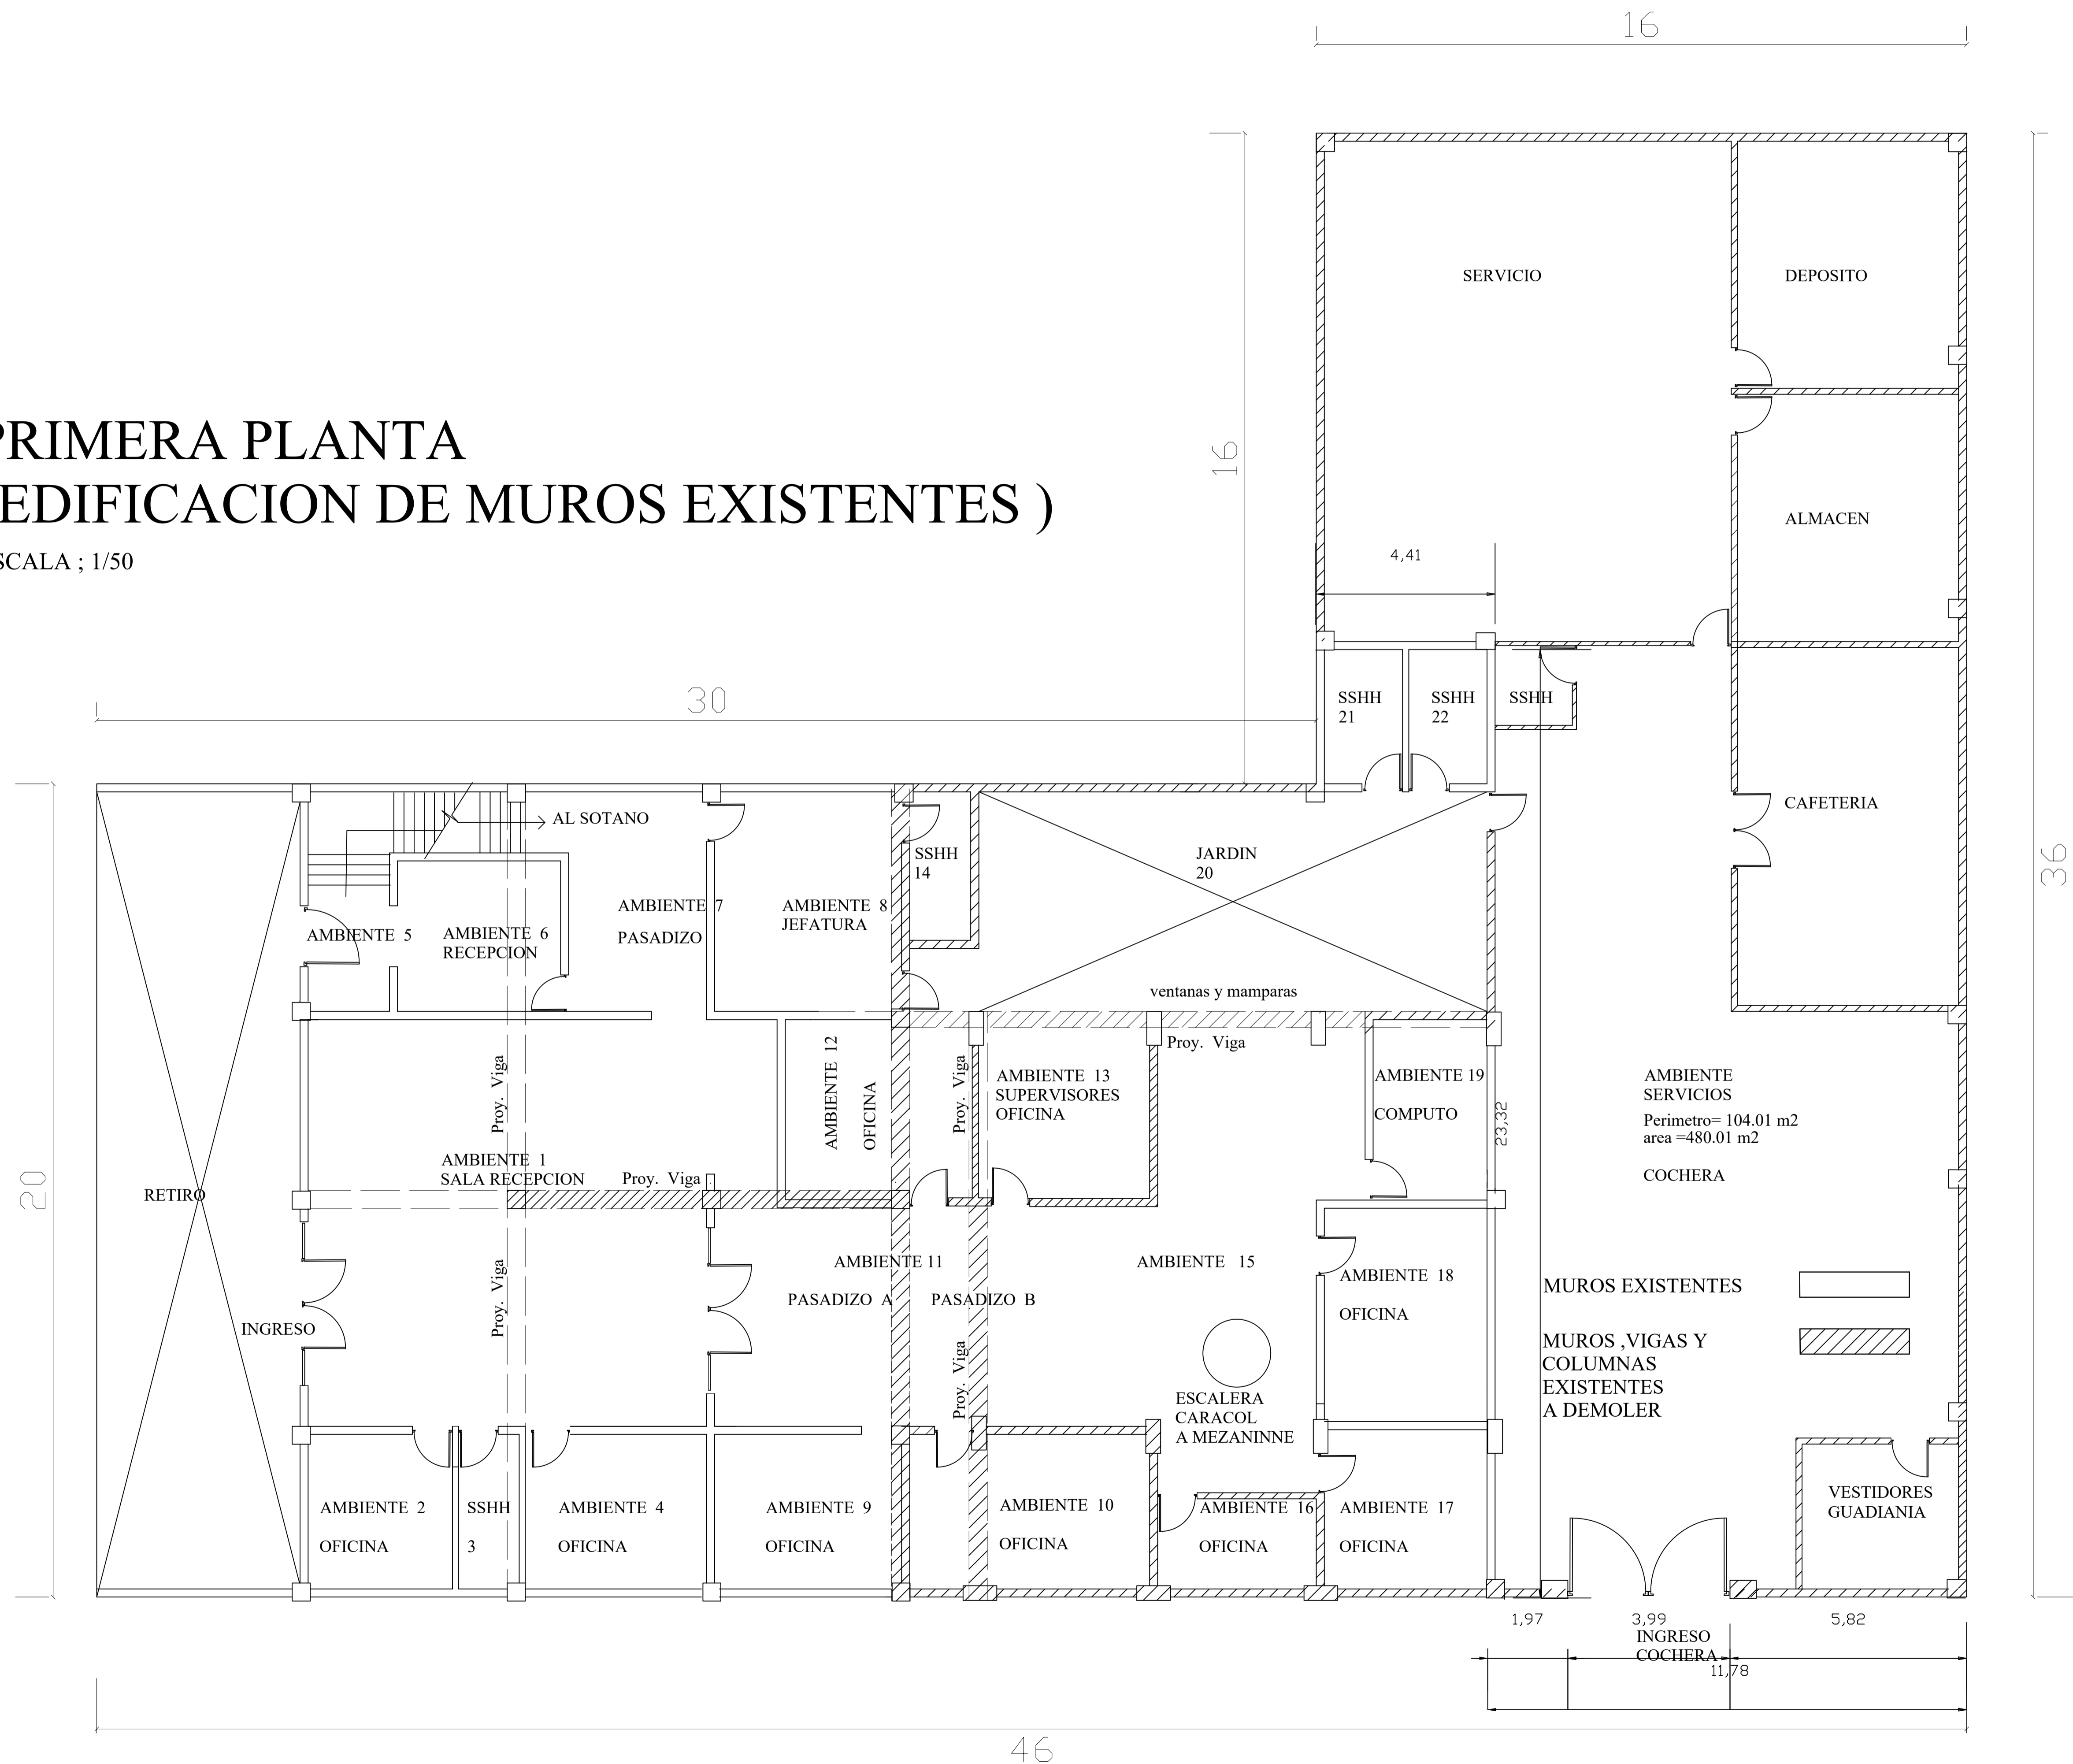 16
PRIMERA PLANTA
EDIFICACION DE MUROS EXISTENTES )
SCALA ; 1/50
SERVICIO
DEPOSITO
16
ALMACEN
4,41
30
SSHH
21
SSHH
22
SSHH
CAFETERIA
36
AL SOTANO
SSHH
14
JARDIN
20
AMBIENTE 5
AMBIENTE 6
RECEPCION
AMBIENTE 7
PASADIZO
AMBIENTE 8
JEFATURA
ventanas y mamparas
Proy. Viga
Proy. Viga
AMBIENTE 12
OFICINA
Proy. Viga
AMBIENTE 13
SUPERVISORES
OFICINA
AMBIENTE 19
COMPUTO
23,32
AMBIENTE
SERVICIOS
Perimetro= 104.01 m2
area =480.01 m2
COCHERA
20
RETIRO
AMBIENTE 1
SALA RECEPCION
Proy. Viga
Proy. Viga
INGRESO
AMBIENTE 11
PASADIZO A
PASADIZO B
Proy. Viga
AMBIENTE 15
AMBIENTE 18
OFICINA
ESCALERA
CARACOL
A MEZANINNE
MUROS EXISTENTES
MUROS ,VIGAS Y
COLUMNAS
EXISTENTES
A DEMOLER
AMBIENTE 2
OFICINA
SSHH
3
AMBIENTE 4
OFICINA
AMBIENTE 9
OFICINA
AMBIENTE 10
OFICINA
AMBIENTE 16
OFICINA
AMBIENTE 17
OFICINA
VESTIDORES
GUADIANIA
1,97
3,99
5,82
INGRESO
COCHERA
11,78
46